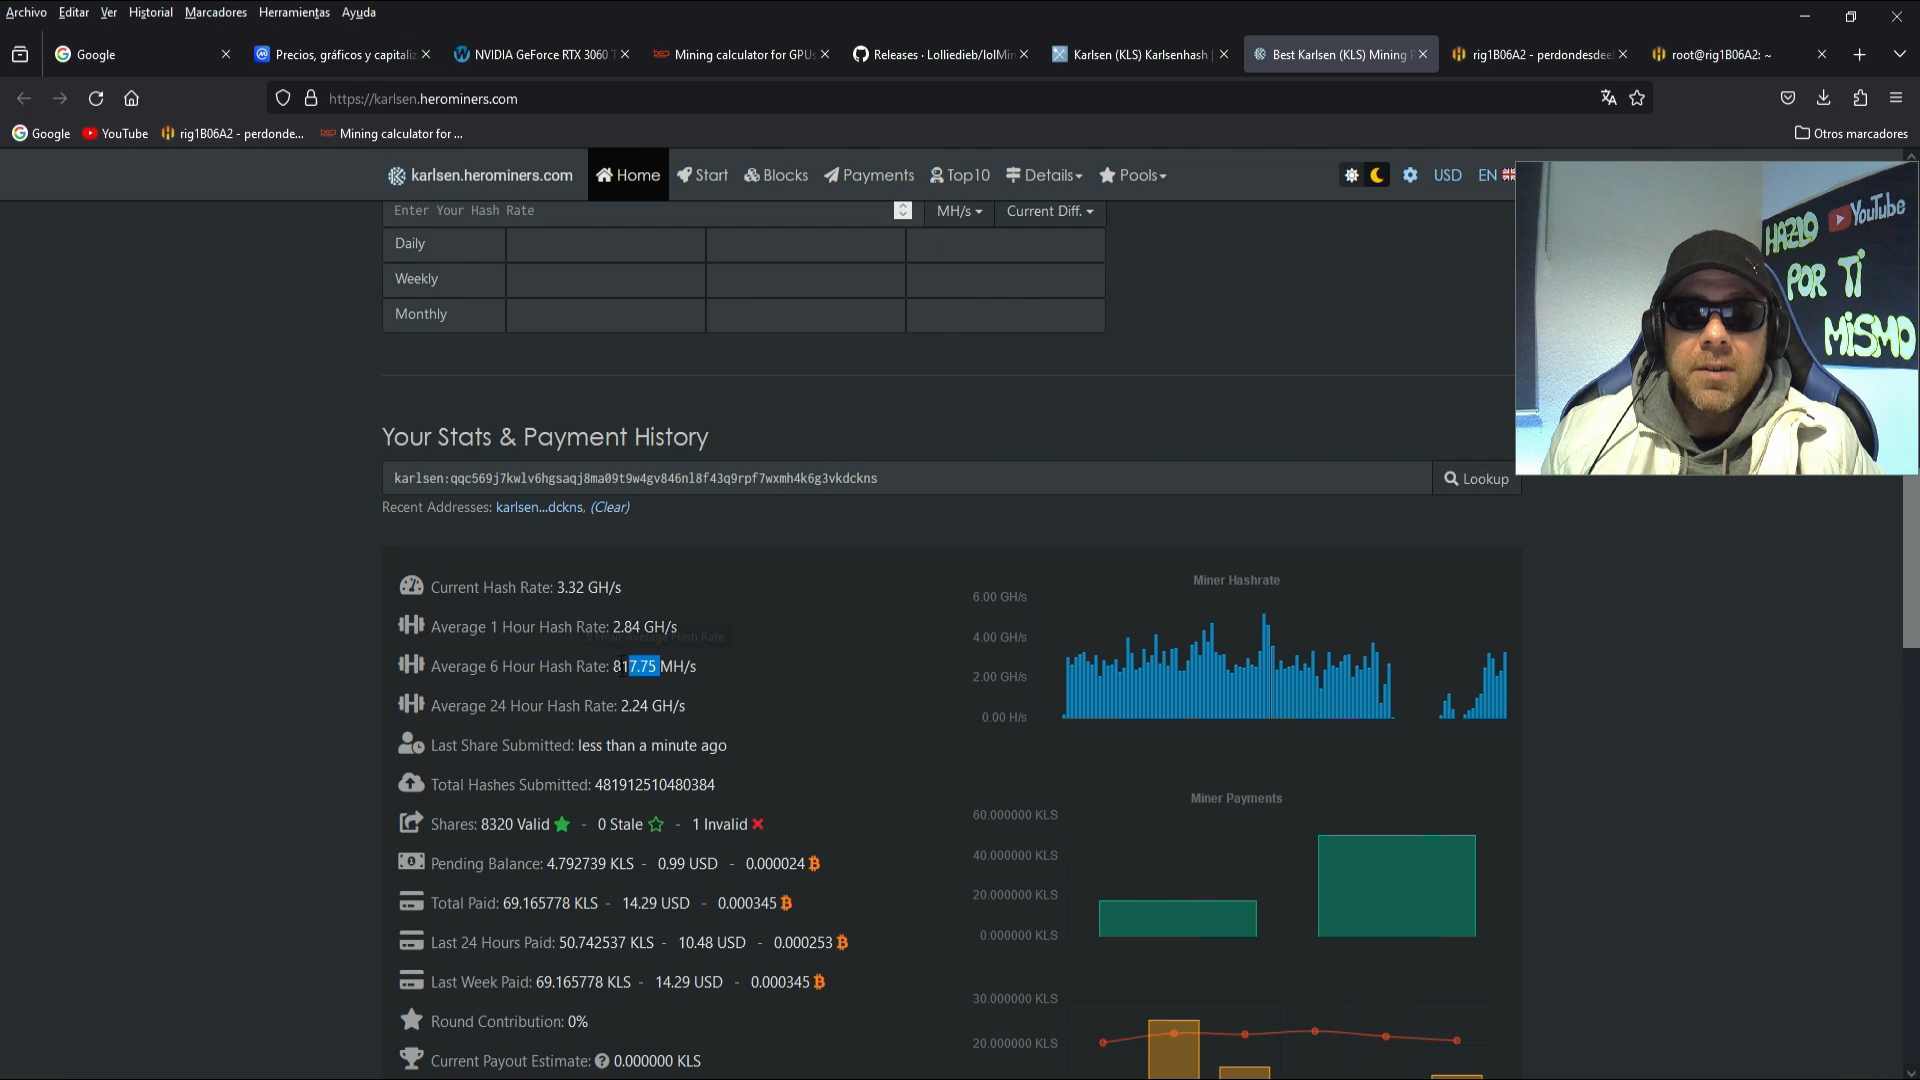 Archivo Editar Ver Historial Marcadores Herramientas Ayuda
Google
Precios, gráficos y capitaliz
NVIDIA GeForce RTX 3060 T
Mining calculator for GPUs
Releases · Lolliedieb/lolMin
Karlsen (KLS) Karlsenhash |
Best Karlsen (KLS) Mining P
rig1B06A2 - perdondesdeel
root@rig1B06A2: ~
https://karlsen.herominers.com
Google YouTube rig1B06A2 - perdonde... Mining calculator for ... Otros marcadores
karlsen.herominers.com Home Start Blocks Payments Top10 Details Pools USD EN
Enter Your Hash Rate MH/s Current Diff.
Daily
Weekly
Monthly
HAZLO YouTube
POR TI
MISMO
Your Stats & Payment History
karlsen:qqc569j7kwlv6hgsaqj8ma09t9w4gv846nl8f43q9rpf7wxmh4k6g3vkdckns Lookup
Recent Addresses: karlsen...dckns, (Clear)
Current Hash Rate: 3.32 GH/s
Average 1 Hour Hash Rate: 2.84 GH/s
6 Hour Average Hash Rate
Average 6 Hour Hash Rate: 817.75 MH/s
Average 24 Hour Hash Rate: 2.24 GH/s
Last Share Submitted: less than a minute ago
Total Hashes Submitted: 481912510480384
Shares: 8320 Valid - 0 Stale - 1 Invalid
Pending Balance: 4.792739 KLS - 0.99 USD - 0.000024
Total Paid: 69.165778 KLS - 14.29 USD - 0.000345
Last 24 Hours Paid: 50.742537 KLS - 10.48 USD - 0.000253
Last Week Paid: 69.165778 KLS - 14.29 USD - 0.000345
Round Contribution: 0%
Current Payout Estimate: 0.000000 KLS
Miner Hashrate
6.00 GH/s
4.00 GH/s
2.00 GH/s
0.00 H/s
Miner Payments
60.000000 KLS
40.000000 KLS
20.000000 KLS
0.000000 KLS
30.000000 KLS
20.000000 KLS